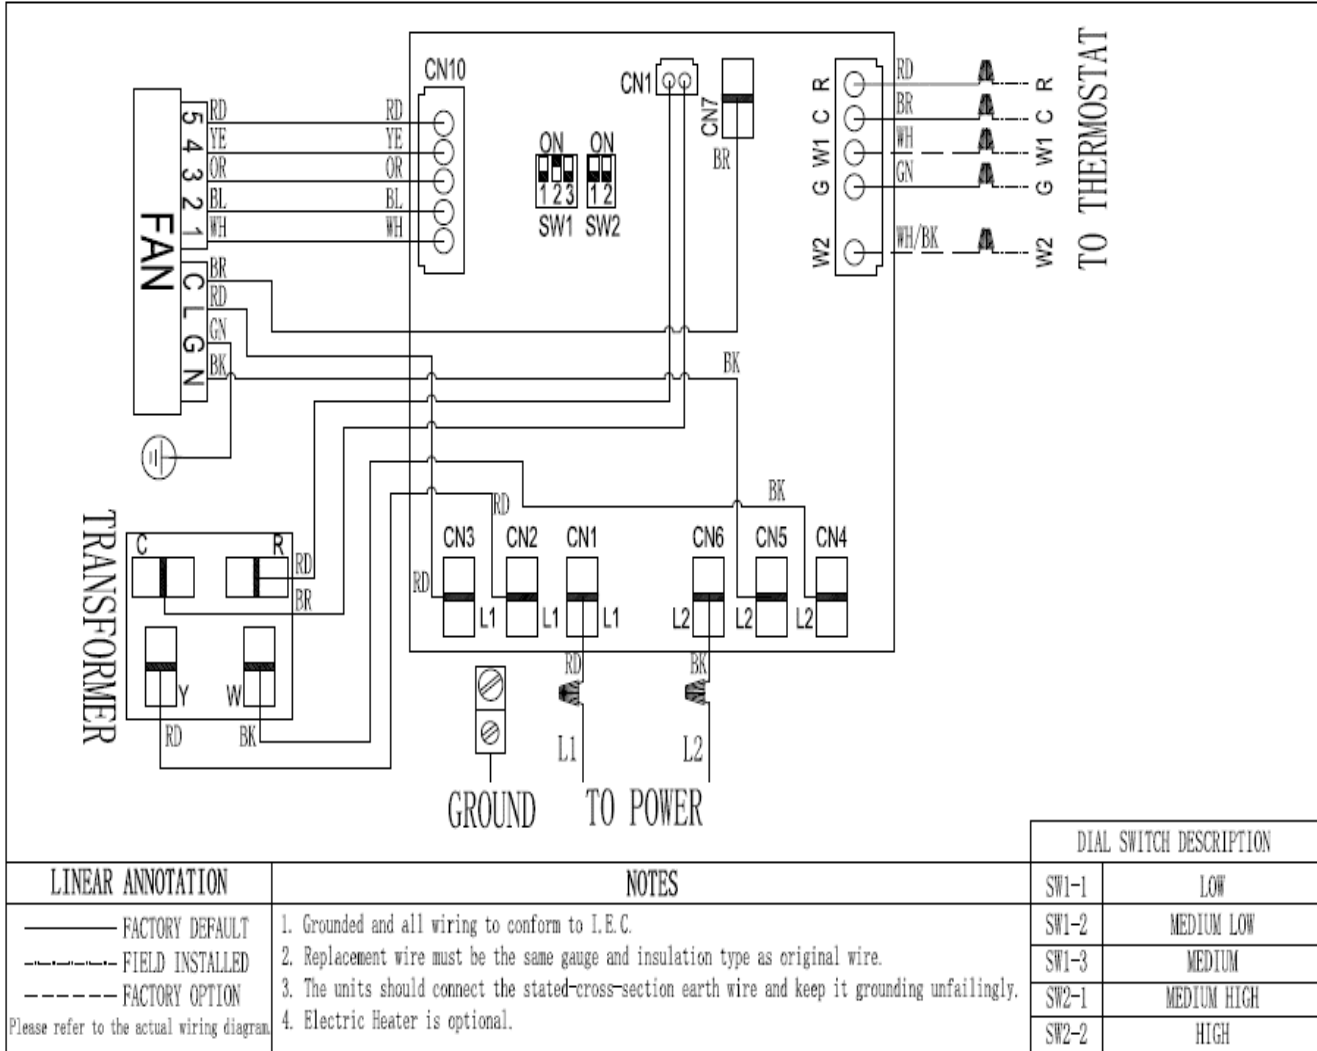 CN10
CN1
CN7
BR
ON
1 2 3
SW1
ON
1 2
SW2
FAN
5 RD RD
4 YE YE
3 OR OR
2 BL BL
1 WH WH
C BR
L RD
G GN
N BK
R RD R
C BR C
W1 WH W1
G GN G
W2 WH/BK W2
TO THERMOSTAT
BK
BK
RD
TRANSFORMER
C
R
RD
BR
Y
W
RD
BK
RD
CN3
L1
CN2
L1
CN1
L1
CN6
L2
CN5
L2
CN4
L2
RD
BK
L1
L2
GROUND
TO POWER
DIAL SWITCH DESCRIPTION
SW1-1 LOW
SW1-2 MEDIUM LOW
SW1-3 MEDIUM
SW2-1 MEDIUM HIGH
SW2-2 HIGH
LINEAR ANNOTATION
FACTORY DEFAULT
FIELD INSTALLED
FACTORY OPTION
Please refer to the actual wiring diagram.
NOTES
1. Grounded and all wiring to conform to I.E.C.
2. Replacement wire must be the same gauge and insulation type as original wire.
3. The units should connect the stated-cross-section earth wire and keep it grounding unfailingly.
4. Electric Heater is optional.